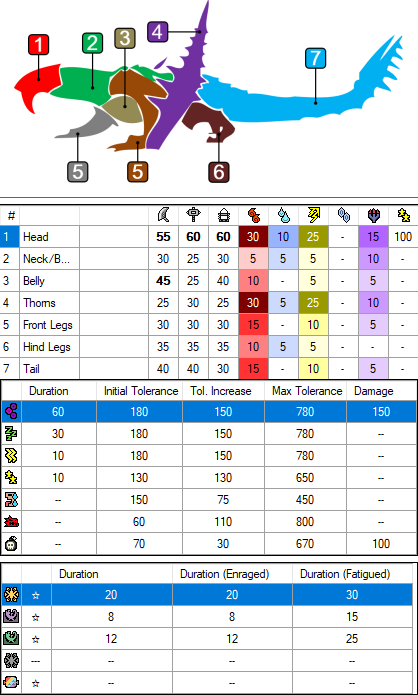 1
2
3
4
7
5
5
6
#
1 Head 55 60 60 30 10 25 - 15 100
2 Neck/B... 30 25 30 5 5 5 - 10 -
3 Belly 45 25 40 10 - 5 - 5 -
4 Thorns 25 30 25 30 5 25 - 10 -
5 Front Legs 30 30 30 15 - 10 - 5 -
6 Hind Legs 35 35 35 10 5 5 - - -
7 Tail 40 40 30 15 - 10 - 5 -
Duration Initial Tolerance Tol. Increase Max Tolerance Damage
60 180 150 780 150
30 180 150 780 --
10 180 150 780 --
10 130 130 650 --
-- 150 75 450 --
-- 60 110 800 --
-- 70 30 670 100
Duration Duration (Enraged) Duration (Fatigued)
☆ 20 20 30
☆ 8 8 15
☆ 12 12 25
--- -- -- --
☆ -- -- --